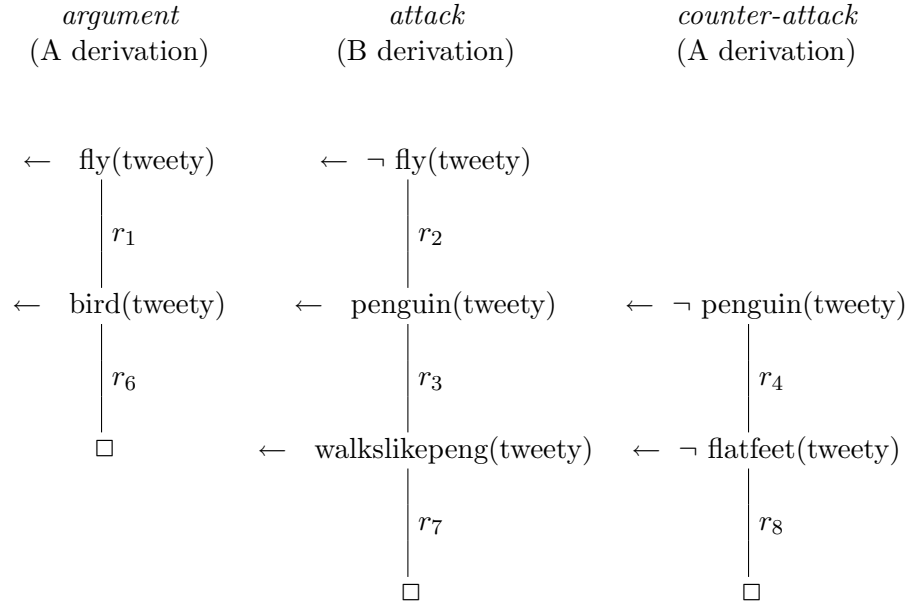 argument attack counter-attack
(A derivation) (B derivation) (A derivation)
← fly(tweety) ← ¬ fly(tweety)
r1 r2
← bird(tweety) ← penguin(tweety) ← ¬ penguin(tweety)
r6 r3 r4
□ ← walkslikepeng(tweety) ← ¬ flatfeet(tweety)
r7 r8
□ □